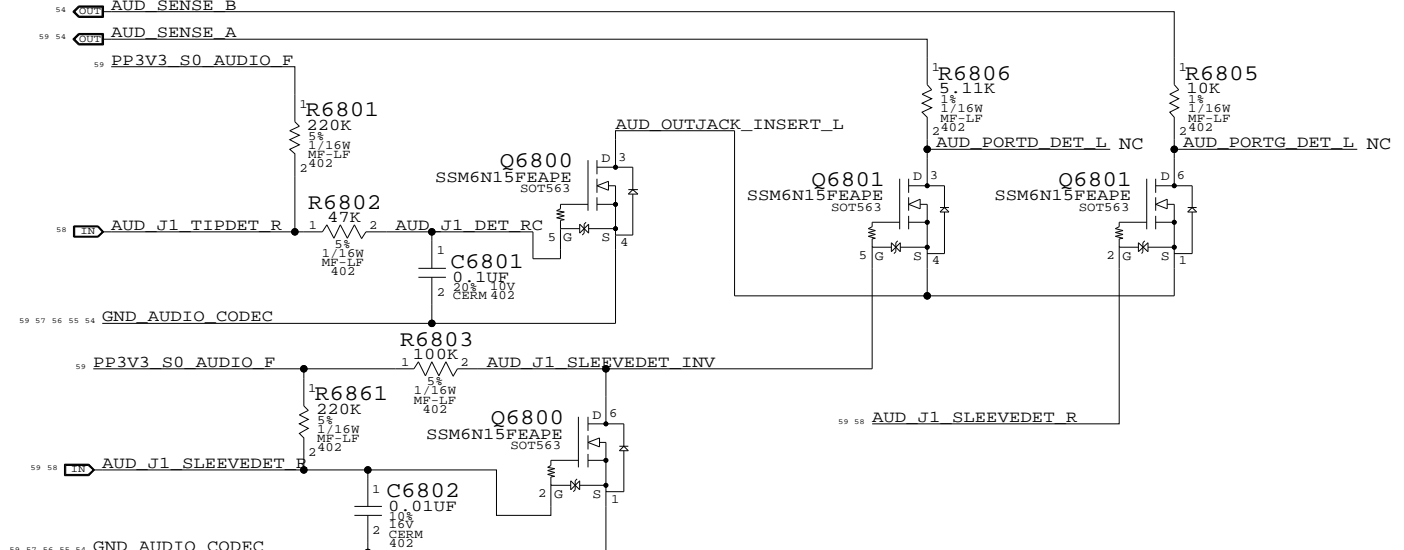 54 OUT AUD_SENSE_B
59 54 OUT AUD_SENSE_A
59 PP3V3_S0_AUDIO_F
1 R6801
220K
5%
1/16W
MF-LF
402
2
1 R6806
5.11K
1%
1/16W
MF-LF
402
2
1 R6805
10K
1%
1/16W
MF-LF
402
2
AUD_OUTJACK_INSERT_L
AUD_PORTD_DET_L NC
AUD_PORTG_DET_L NC
Q6800
SSM6N15FEAPE
SOT563
D 3
5 G S 4
Q6801
SSM6N15FEAPE
SOT563
D 3
5 G S 4
Q6801
SSM6N15FEAPE
SOT563
D 6
2 G S 1
58 IN AUD_J1_TIPDET_R
R6802
1 47K 2
5%
1/16W
MF-LF
402
AUD_J1_DET_RC
1 C6801
0.1UF
20% 10V
2 CERM 402
59 57 56 55 54 GND_AUDIO_CODEC
R6803
59 PP3V3_S0_AUDIO_F
1 100K 2
5%
1/16W
MF-LF
402
AUD_J1_SLEEVEDET_INV
1 R6861
220K
5%
1/16W
MF-LF
402
2
Q6800
SSM6N15FEAPE
SOT563
D 6
2 G S 1
59 58 AUD_J1_SLEEVEDET_R
59 58 IN AUD_J1_SLEEVEDET_R
1 C6802
0.01UF
10%
16V
2 CERM
402
59 57 56 55 54 GND_AUDIO_CODEC